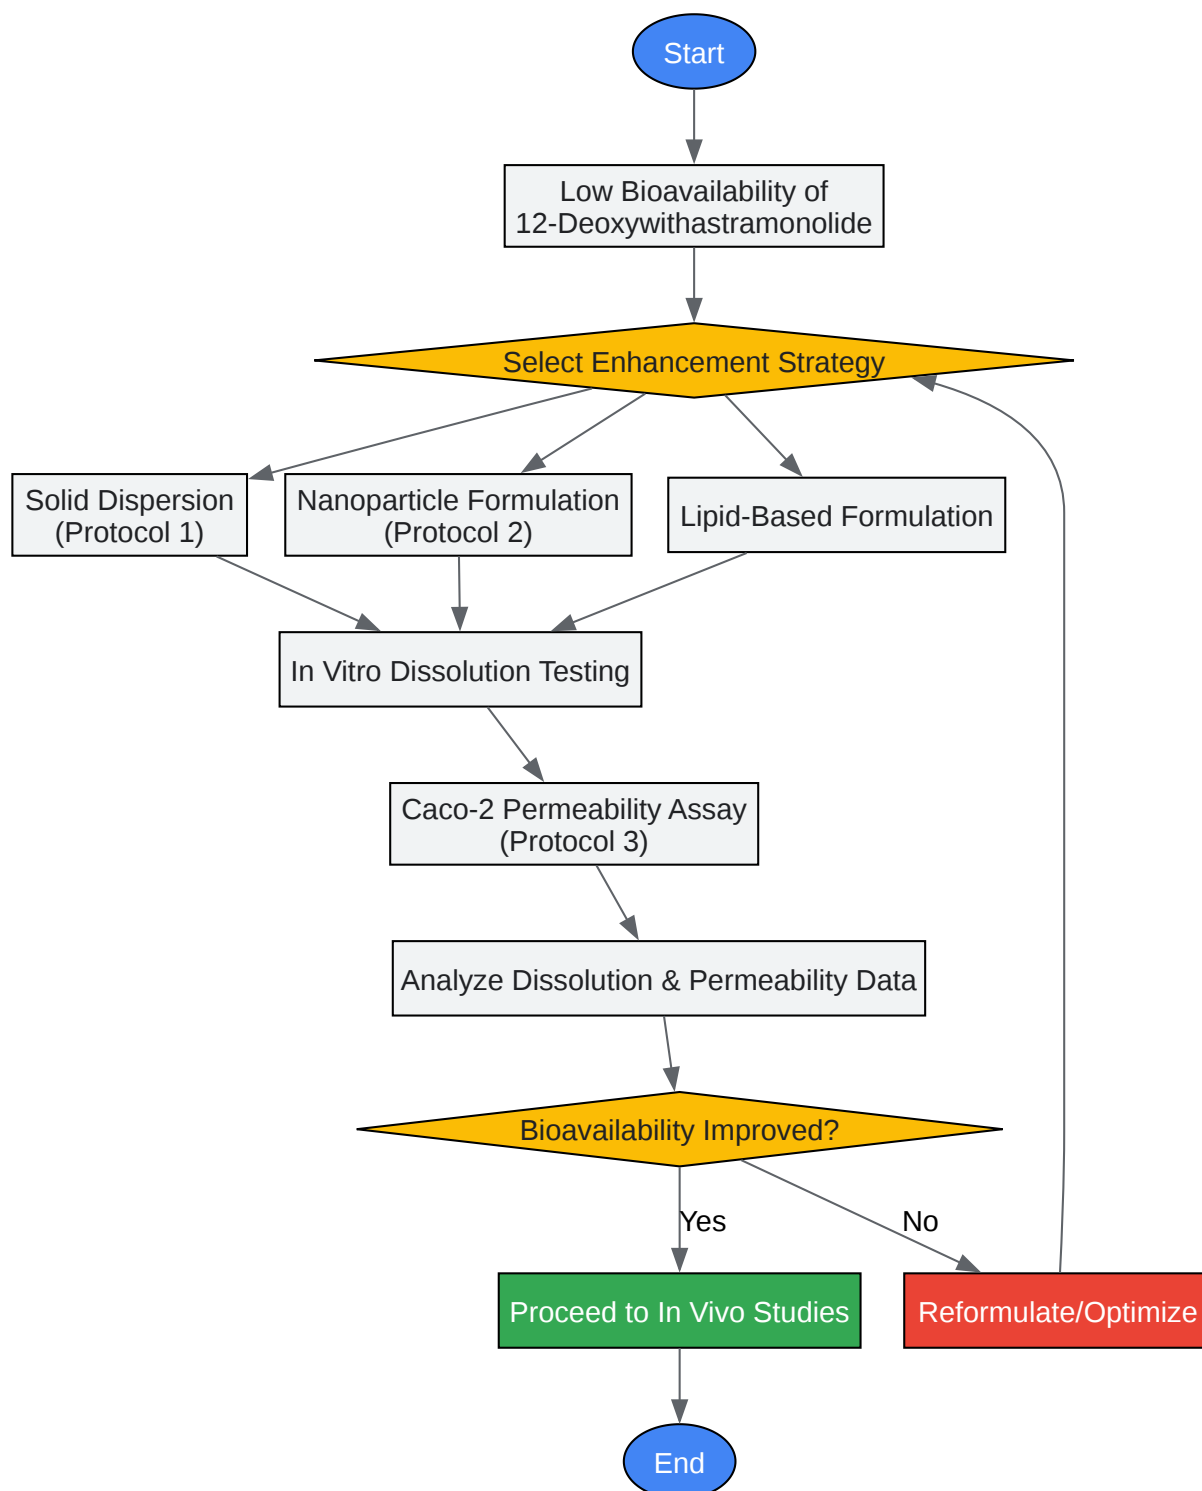 Start
Low Bioavailability of
12-Deoxywithastramonolide
Select Enhancement Strategy
Solid Dispersion
(Protocol 1)
Nanoparticle Formulation
(Protocol 2)
Lipid-Based Formulation
In Vitro Dissolution Testing
Caco-2 Permeability Assay
(Protocol 3)
Analyze Dissolution & Permeability Data
Bioavailability Improved?
Yes
No
Proceed to In Vivo Studies
Reformulate/Optimize
End